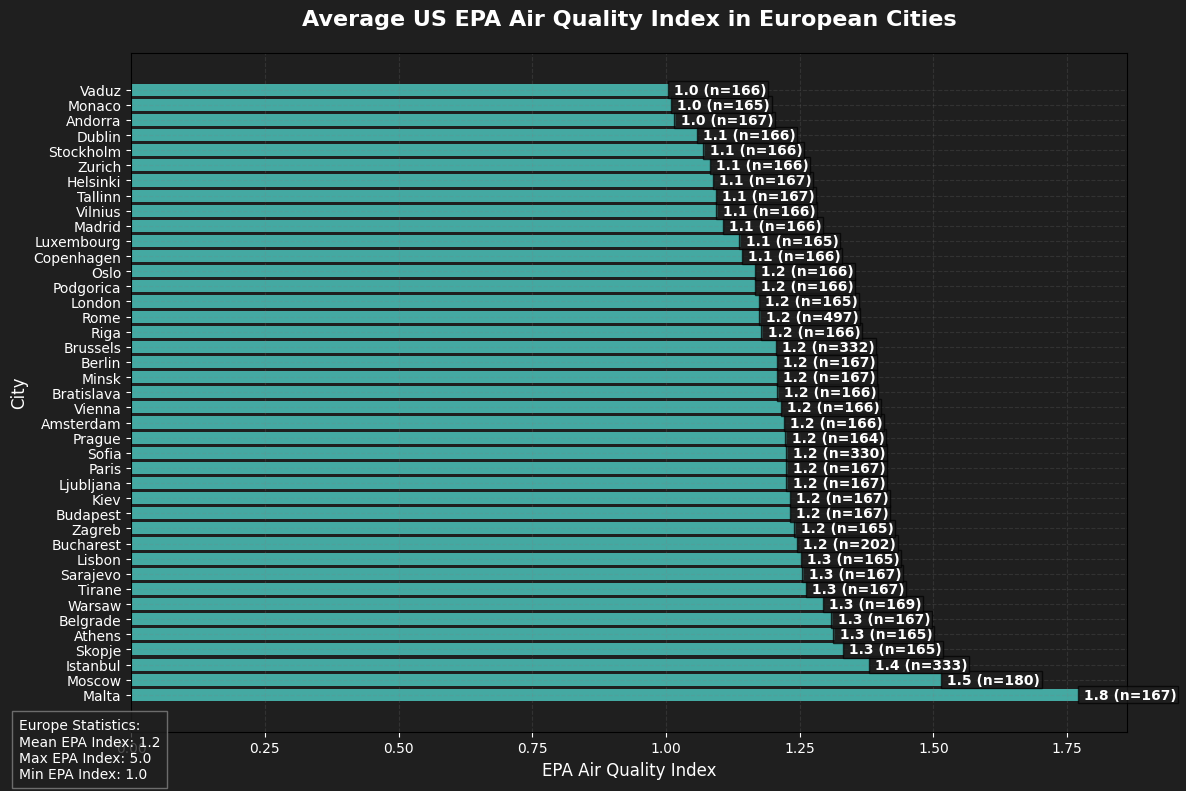 Average US EPA Air Quality Index in European Cities
City
Vaduz 1.0 (n=166)
Monaco 1.0 (n=165)
Andorra 1.0 (n=167)
Dublin 1.1 (n=166)
Stockholm 1.1 (n=166)
Zurich 1.1 (n=166)
Helsinki 1.1 (n=167)
Tallinn 1.1 (n=167)
Vilnius 1.1 (n=166)
Madrid 1.1 (n=166)
Luxembourg 1.1 (n=165)
Copenhagen 1.1 (n=166)
Oslo 1.2 (n=166)
Podgorica 1.2 (n=166)
London 1.2 (n=165)
Rome 1.2 (n=497)
Riga 1.2 (n=166)
Brussels 1.2 (n=332)
Berlin 1.2 (n=167)
Minsk 1.2 (n=167)
Bratislava 1.2 (n=166)
Vienna 1.2 (n=166)
Amsterdam 1.2 (n=166)
Prague 1.2 (n=164)
Sofia 1.2 (n=330)
Paris 1.2 (n=167)
Ljubljana 1.2 (n=167)
Kiev 1.2 (n=167)
Budapest 1.2 (n=167)
Zagreb 1.2 (n=165)
Bucharest 1.2 (n=202)
Lisbon 1.3 (n=165)
Sarajevo 1.3 (n=167)
Tirane 1.3 (n=167)
Warsaw 1.3 (n=169)
Belgrade 1.3 (n=167)
Athens 1.3 (n=165)
Skopje 1.3 (n=165)
Istanbul 1.4 (n=333)
Moscow 1.5 (n=180)
Malta 1.8 (n=167)
0.25 0.50 0.75 1.00 1.25 1.50 1.75
EPA Air Quality Index
Europe Statistics:
Mean EPA Index: 1.2
Max EPA Index: 5.0
Min EPA Index: 1.0